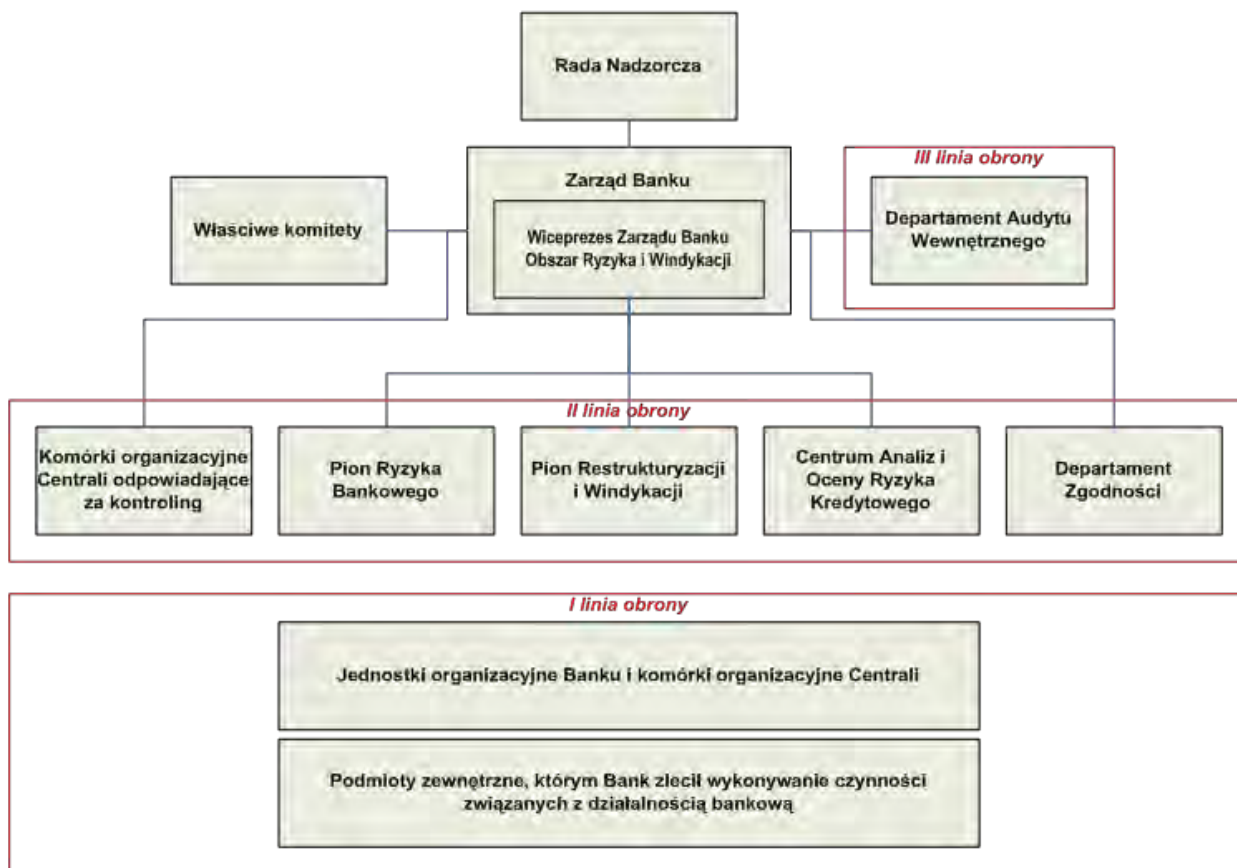 Rada Nadzorcza
III linia obrony
Zarząd Banku
Właściwe komitety
Wiceprezes Zarządu Banku
Obszar Ryzyka i Windykacji
Departament Audytu
Wewnętrznego
II linia obrony
Komórki organizacyjne
Centrali odpowiadające
za kontroling
Pion Ryzyka
Bankowego
Pion Restrukturyzacji
i Windykacji
Centrum Analiz i
Oceny Ryzyka
Kredytowego
Departament
Zgodności
I linia obrony
Jednostki organizacyjne Banku i komórki organizacyjne Centrali
Podmioty zewnętrzne, którym Bank zlecił wykonywanie czynności
związanych z działalnością bankową